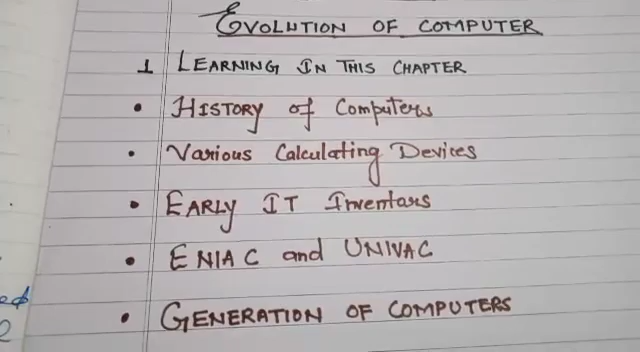 EVOLUTION OF COMPUTER
1 LEARNING IN THIS CHAPTER
• HISTORY of Computers
• Various Calculating Devices
• EARLY IT Inventors
• ENIAC and UNIVAC
• GENERATION OF COMPUTERS